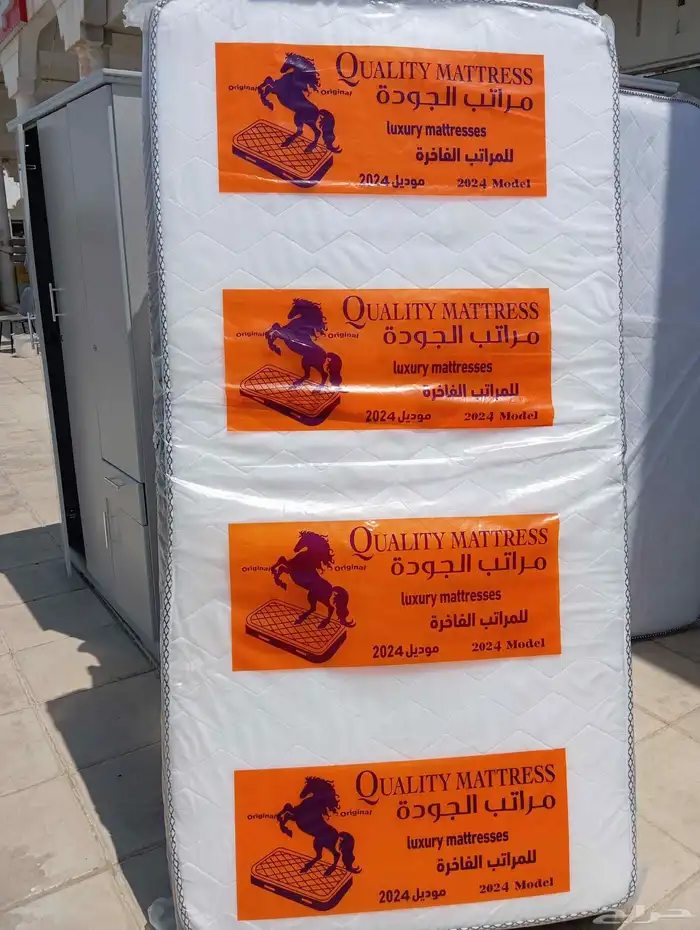 QUALITY MATTRESS
Original Original مراتب الجودة
luxury mattresses
للمراتب الفاخرة
موديل 2024 2024 Model
QUALITY MATTRESS
Original Original مراتب الجودة
luxury mattresses
للمراتب الفاخرة
موديل 2024 2024 Model
QUALITY MATTRESS
Original Original مراتب الجودة
luxury mattresses
للمراتب الفاخرة
موديل 2024 2024 Model
QUALITY MATTRESS
Original Original مراتب الجودة
luxury mattresses
للمراتب الفاخرة
موديل 2024 2024 Model
حراج